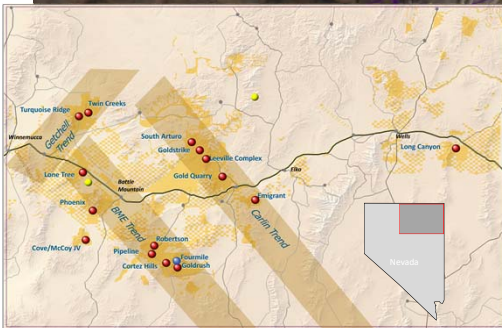 Turquoise Ridge
Twin Creeks
Getchell
Trend
Winnemucca
South Arturo
Goldstrike
Leeville Complex
Wells
Long Canyon
Lone Tree
Battle
Mountain
Gold Quarry
Elko
Emigrant
Phoenix
BME Trend
Carlin Trend
Cove/McCoy JV
Robertson
Pipeline
Fourmile
Cortez Hills
Goldrush
Nevada